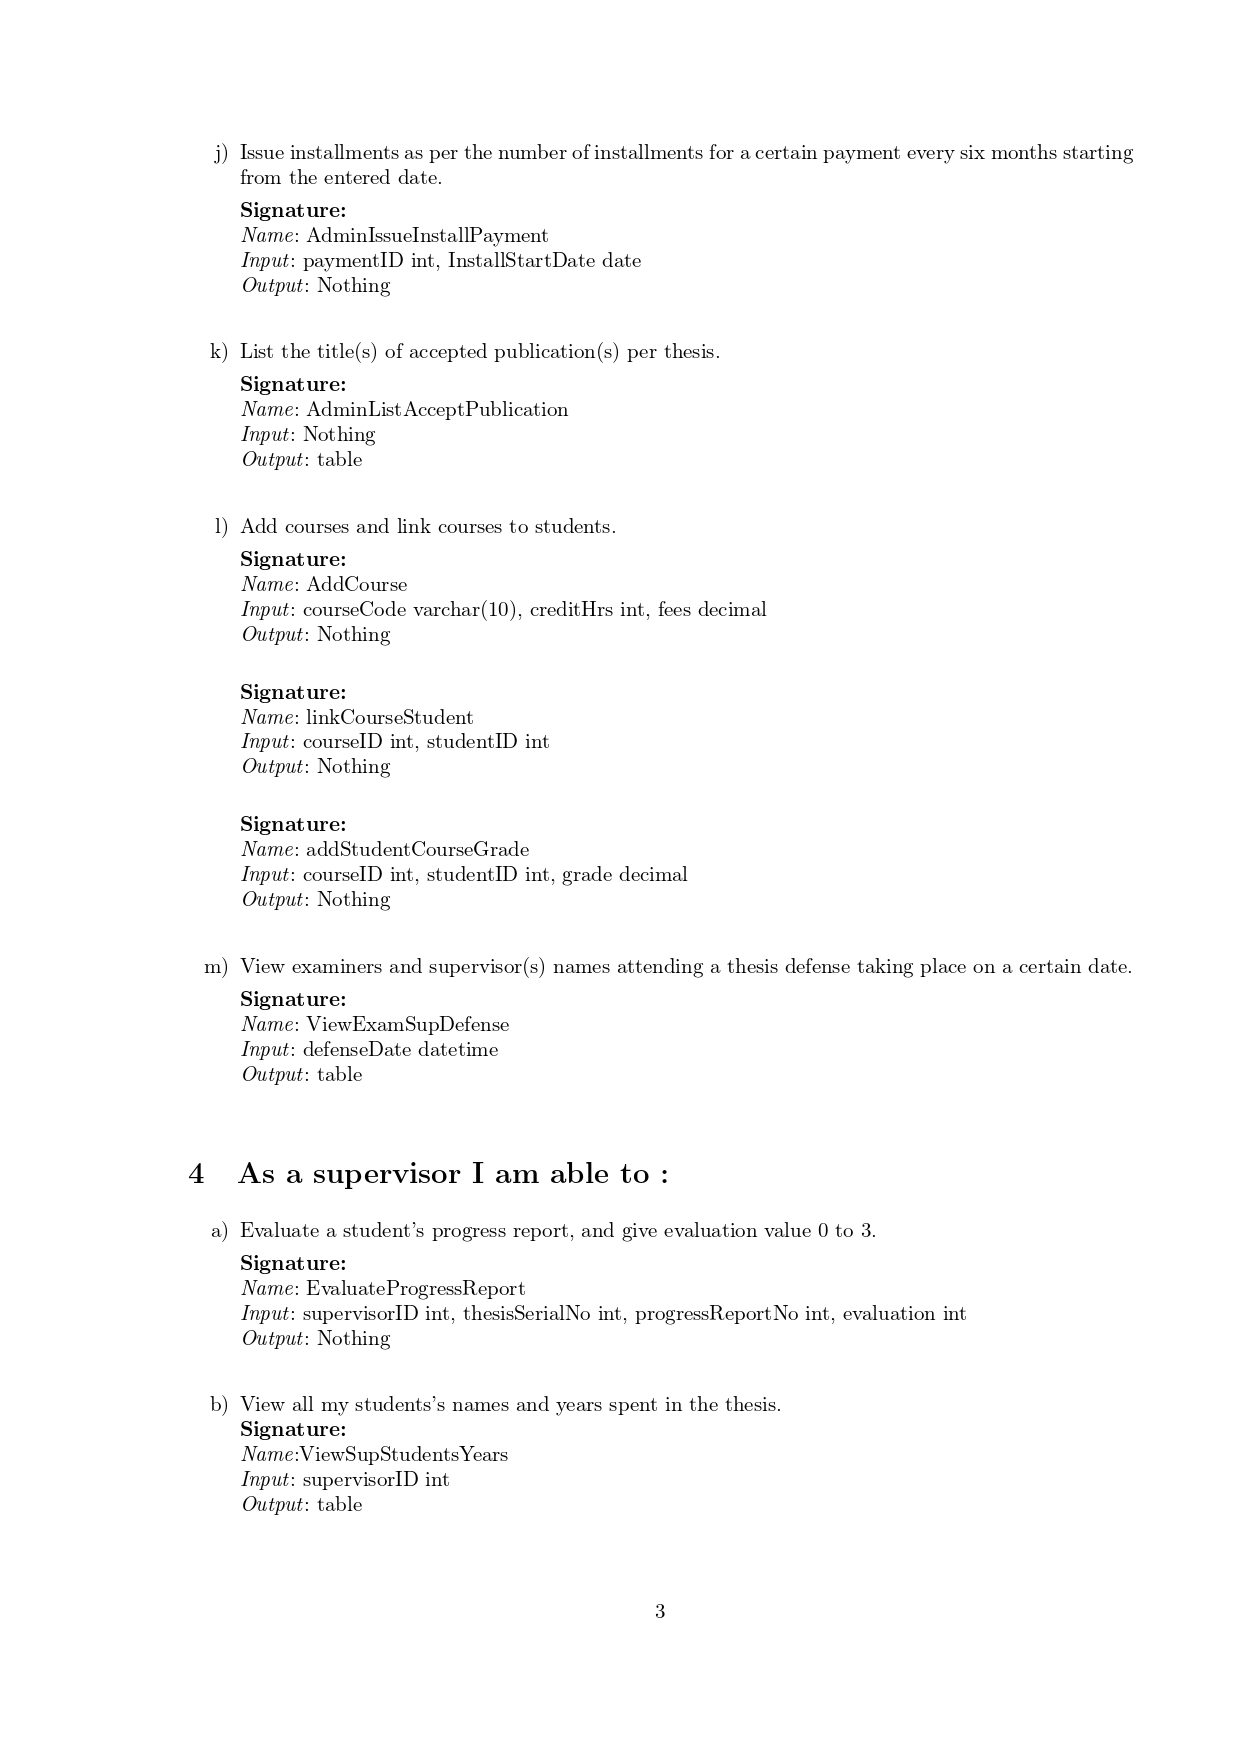 j) Issue installments as per the number of installments for a certain payment every six months starting
from the entered date.
Signature:
Name: AdminIssueInstallPayment
Input: paymentID int, InstallStartDate date
Output: Nothing
k) List the title(s) of accepted publication(s) per thesis.
Signature:
Name: AdminListAcceptPublication
Input: Nothing
Output: table
l) Add courses and link courses to students.
Signature:
Name: AddCourse
Input: courseCode varchar(10), creditHrs int, fees decimal
Output: Nothing
Signature:
Name: linkCourseStudent
Input: courseID int, studentID int
Output: Nothing
Signature:
Name: addStudentCourseGrade
Input: courseID int, studentID int, grade decimal
Output: Nothing
m) View examiners and supervisor(s) names attending a thesis defense taking place on a certain date.
Signature:
Name: ViewExamSupDefense
Input: defenseDate datetime
Output: table
4 As a supervisor I am able to :
a) Evaluate a student's progress report, and give evaluation value 0 to 3.
Signature:
Name: EvaluateProgressReport
Input: supervisorID int, thesisSerialNo int, progressReportNo int, evaluation int
Output: Nothing
b) View all my students's names and years spent in the thesis.
Signature:
Name:ViewSupStudentsYears
Input: supervisorID int
Output: table
3